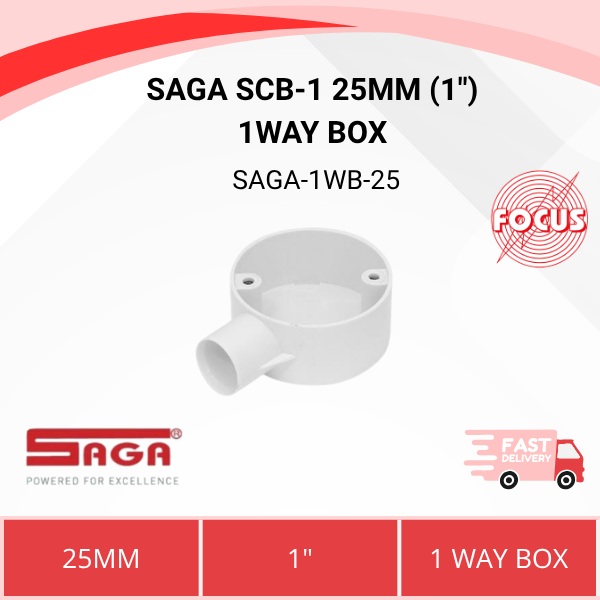 SAGA SCB-1 25MM (1")
1WAY BOX
SAGA-1WB-25
FOCUS
SAGA®
POWERED FOR EXCELLENCE
FAST
DELIVERY
25MM
1"
1 WAY BOX